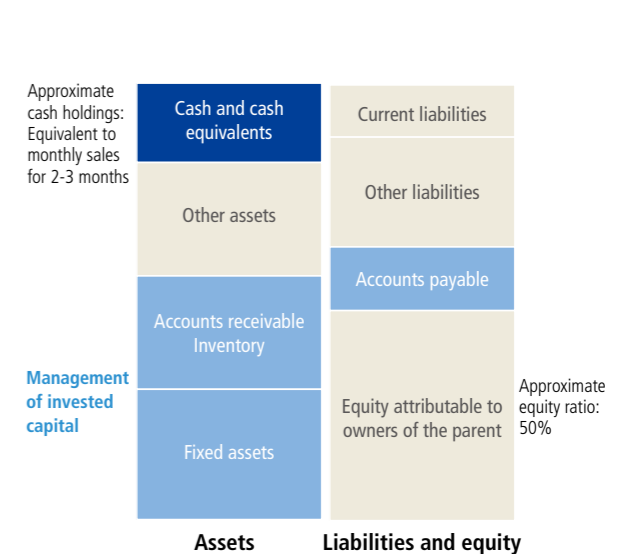 Approximate
cash holdings:
Equivalent to
monthly sales
for 2-3 months
Cash and cash
equivalents
Other assets
Accounts receivable
Inventory
Fixed assets
Management
of invested
capital
Current liabilities
Other liabilities
Accounts payable
Equity attributable to
owners of the parent
Approximate
equity ratio:
50%
Assets
Liabilities and equity